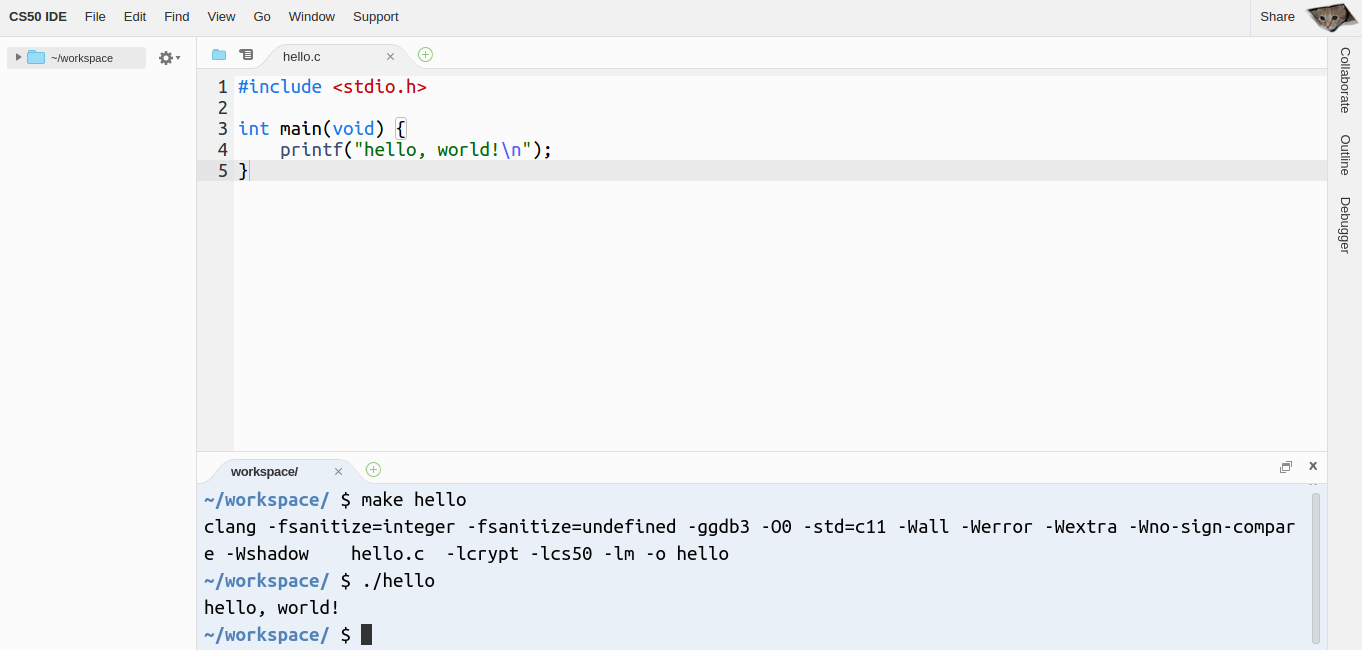 CS50 IDE File Edit Find View Go Window Support Share
~/workspace
hello.c
1 #include <stdio.h>
2
3 int main(void) {
4     printf("hello, world!\n");
5 }
Collaborate
Outline
Debugger
workspace/
~/workspace/ $ make hello
clang -fsanitize=integer -fsanitize=undefined -ggdb3 -O0 -std=c11 -Wall -Werror -Wextra -Wno-sign-compar
e -Wshadow    hello.c  -lcrypt -lcs50 -lm -o hello
~/workspace/ $ ./hello
hello, world!
~/workspace/ $